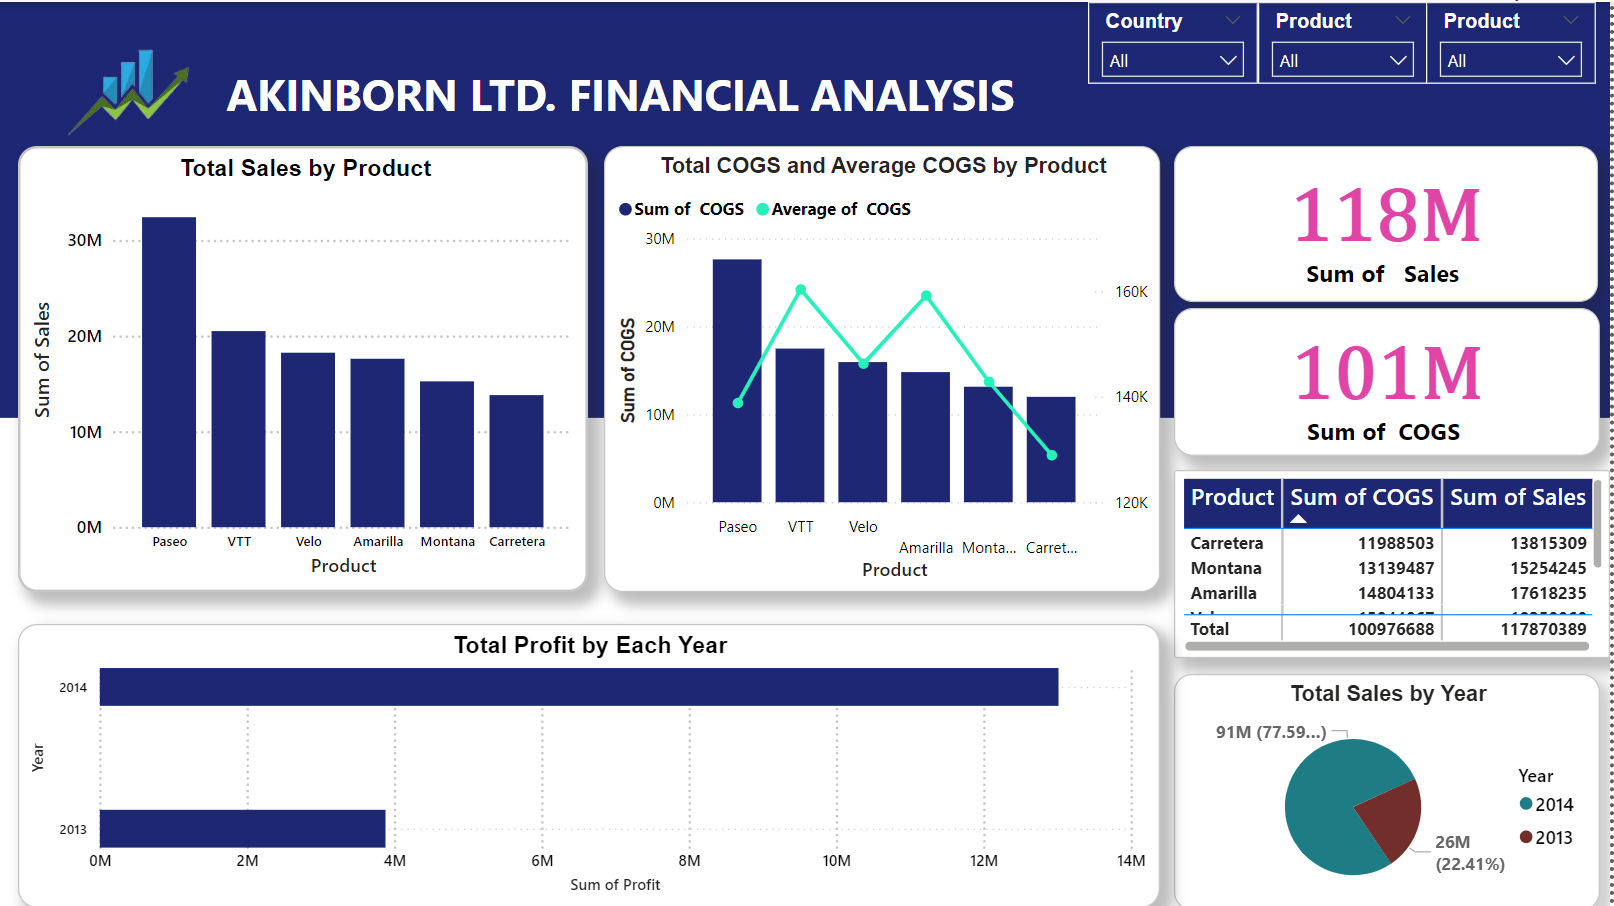 Country
Product
Product
All
All
All
AKINBORN LTD. FINANCIAL ANALYSIS
Total Sales by Product
30M
20M
10M
0M
Sum of Sales
Paseo
VTT
Velo
Amarilla
Montana
Carretera
Product
Total COGS and Average COGS by Product
Sum of COGS
Average of COGS
30M
20M
10M
0M
Sum of COGS
160K
140K
120K
Paseo
VTT
Velo
Amarilla
Monta...
Carret...
Product
118M
Sum of Sales
101M
Sum of COGS
Product Sum of COGS Sum of Sales
Carretera 11988503 13815309
Montana 13139487 15254245
Amarilla 14804133 17618235
Total 100976688 117870389
Total Profit by Each Year
2014
2013
Year
0M
2M
4M
6M
8M
10M
12M
14M
Sum of Profit
Total Sales by Year
91M (77.59...)
26M
(22.41%)
Year
2014
2013